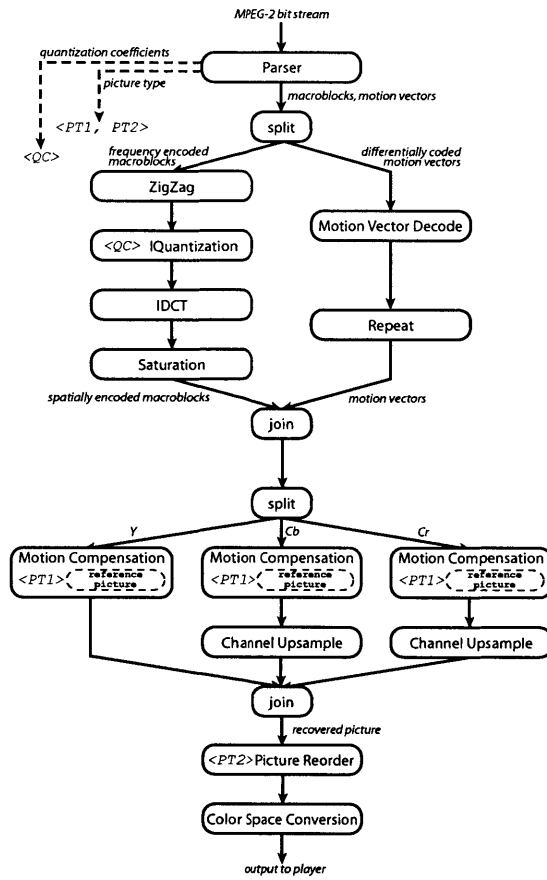 MPEG-2 bit stream
quantization coefficients
Parser
picture type
macroblocks, motion vectors
<PT1, PT2>
split
<QC>
frequency encoded
macroblocks
differentially coded
motion vectors
ZigZag
Motion Vector Decode
<QC> IQuantization
IDCT
Repeat
Saturation
spatially encoded macroblocks
motion vectors
join
split
Y
Cb
Cr
Motion Compensation
<PT1>
reference
picture
Motion Compensation
<PT1>
reference
picture
Motion Compensation
<PT1>
reference
picture
Channel Upsample
Channel Upsample
join
recovered picture
<PT2> Picture Reorder
Color Space Conversion
output to player